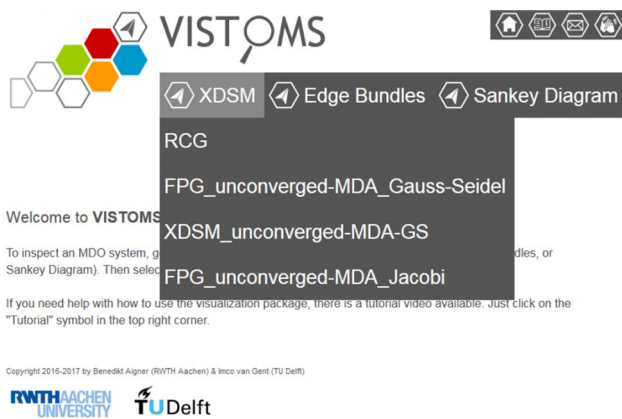 VISTOMS
XDSM Edge Bundles Sankey Diagram
RCG
FPG_unconverged-MDA_Gauss-Seidel
XDSM_unconverged-MDA-GS
FPG_unconverged-MDA_Jacobi
Welcome to VISTOMS
To inspect an MDO system, g dles, or
Sankey Diagram). Then selec
If you need help with how to use the visualization package, there is a tutorial video available. Just click on the
"Tutorial" symbol in the top right corner.
Copyright 2016-2017 by Benedikt Aigner (RWTH Aachen) & Imco van Gent (TU Delft)
RWTHAACHEN
UNIVERSITY
TUDelft